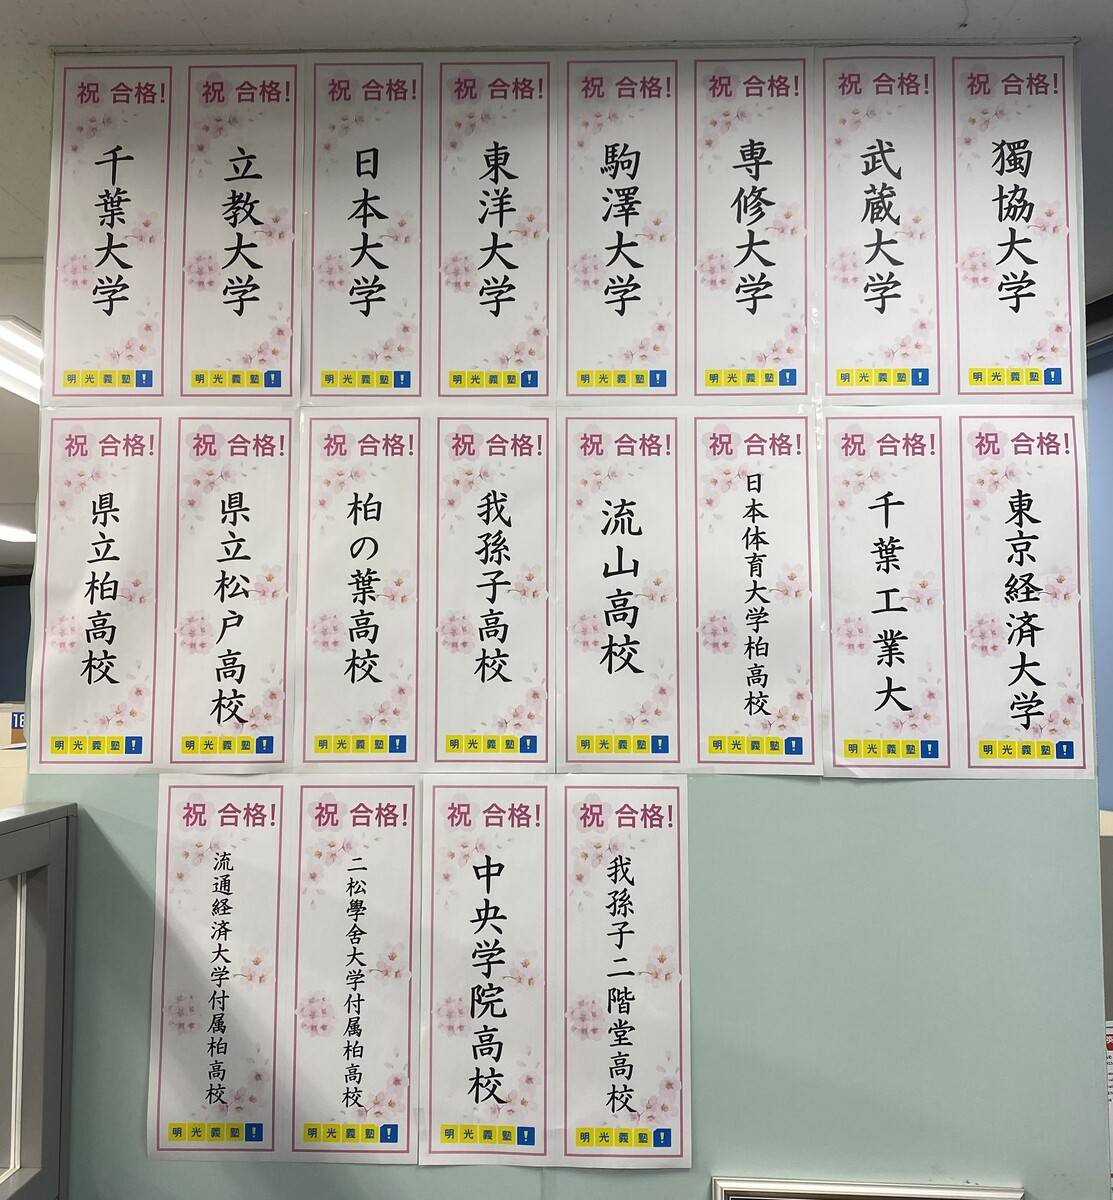 祝 合格!
千葉大学
明光義塾!
祝 合格!
立教大学
明光義塾!
祝 合格!
日本大学
明光義塾!
祝 合格!
東洋大学
明光義塾!
祝 合格!
駒澤大学
明光義塾!
祝 合格!
専修大学
明光義塾!
祝 合格!
武蔵大学
明光義塾!
祝 合格!
獨協大学
明光義塾!
祝 合格!
県立柏高校
明光義塾!
祝 合格!
県立松戸高校
明光義塾!
祝 合格!
柏の葉高校
明光義塾!
祝 合格!
我孫子高校
明光義塾!
祝 合格!
流山高校
明光義塾!
祝 合格!
日本体育大学柏高校
明光義塾!
祝 合格!
千葉工業大
明光義塾!
祝 合格!
東京経済大学
明光義塾!
祝 合格!
流通経済大学付属柏高校
明光義塾!
祝 合格!
二松學舍大学付属柏高校
明光義塾!
祝 合格!
中央学院高校
明光義塾!
祝 合格!
我孫子二階堂高校
明光義塾!
16